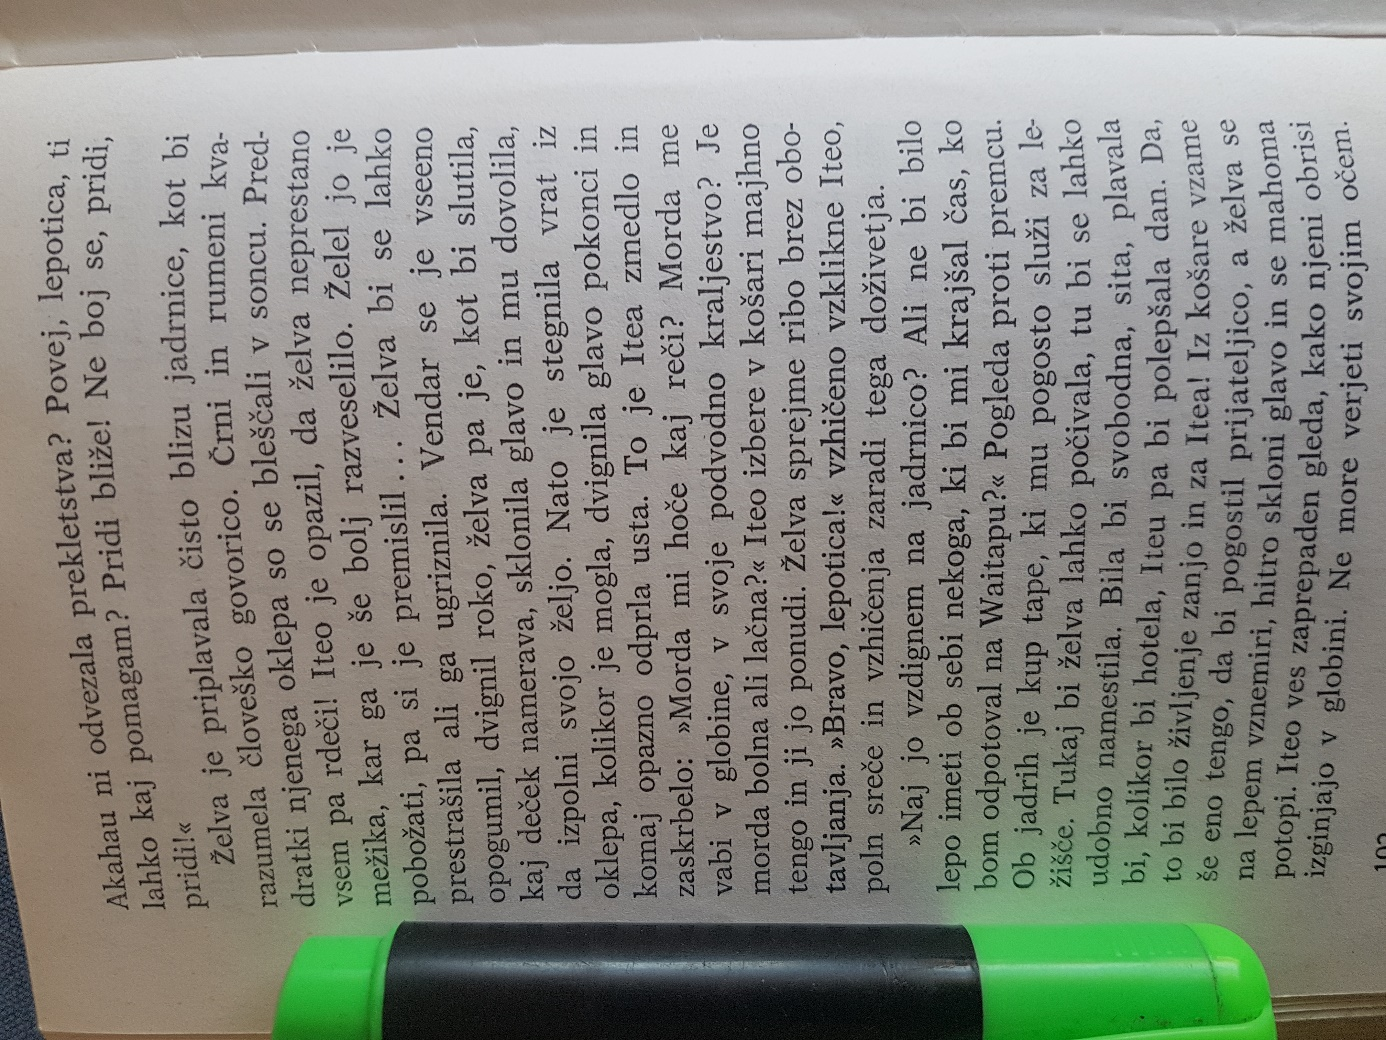 Akahau ni odvezala prekletstva? Povej, lepotica, ti
lahko kaj pomagam? Pridi bliže! Ne boj se, pridi,
pridi!«
Želva je priplavala čisto blizu jadrnice, kot bi
razumela človeško govorico. Črni in rumeni kva-
dratki njenega oklepa so se bleščali v soncu. Pred-
vsem pa rdeči! Iteo je opazil, da želva neprestano
mežika, kar ga je še bolj razveselilo. Želel jo je
pobožati, pa si je premislil... Želva bi se lahko
prestrašila ali ga ugriznila. Vendar se je vseeno
opogumil, dvignil roko, želva pa je, kot bi slutila,
kaj deček namerava, sklonila glavo in mu dovolila,
da izpolni svojo željo. Nato je stegnila vrat iz
oklepa, kolikor je mogla, dvignila glavo pokonci in
komaj opazno odprla usta. To je Itea zmedlo in
zaskrbelo: »Morda mi hoče kaj reči? Morda me
vabi v globine, v svoje podvodno kraljestvo? Je
morda bolna ali lačna?« Iteo izbere v košari majhno
tengo in ji jo ponudi. Želva sprejme ribo brez obo-
tavljanja. »Bravo, lepotica!« vzhičeno vzklikne Iteo,
poln sreče in vzhičenja zaradi tega doživetja.
»Naj jo vzdignem na jadrnico? Ali ne bi bilo
lepo imeti ob sebi nekoga, ki bi mi krajšal čas, ko
bom odpotoval na Waitapu?« Pogleda proti premcu.
Ob jadrih je kup tape, ki mu pogosto služi za le-
žišče. Tukaj bi želva lahko počivala, tu bi se lahko
udobno namestila. Bila bi svobodna, sita, plavala
bi, kolikor bi hotela, Iteu pa bi polepšala dan. Da,
to bi bilo življenje zanjo in za Itea! Iz košare vzame
še eno tengo, da bi pogostil prijateljico, a želva se
na lepem vznemiri, hitro skloni glavo in se mahoma
potopi. Iteo ves zaprepaden gleda, kako njeni obrisi
izginjajo v globini. Ne more verjeti svojim očem.